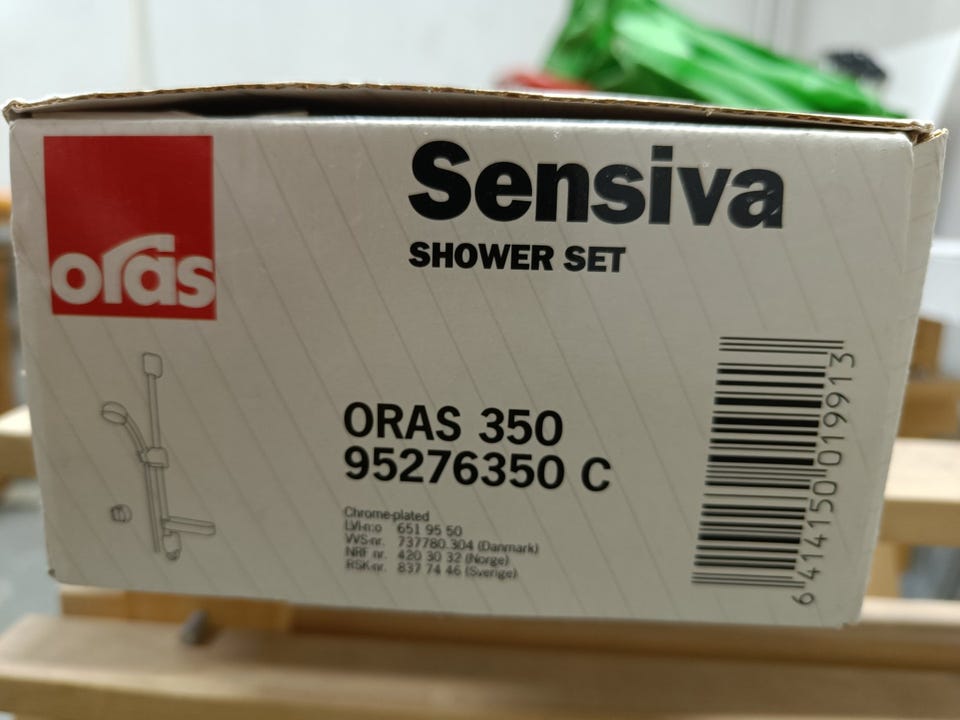 oras
Sensiva
SHOWER SET
ORAS 350
95276350 C
Chrome-plated
LVI-n:o 651 95 50
VVS-nr. 737780.304 (Danmark)
NRF nr. 420 30 32 (Norge)
RSK-nr. 837 74 46 (Sverige)
6 414150 019913